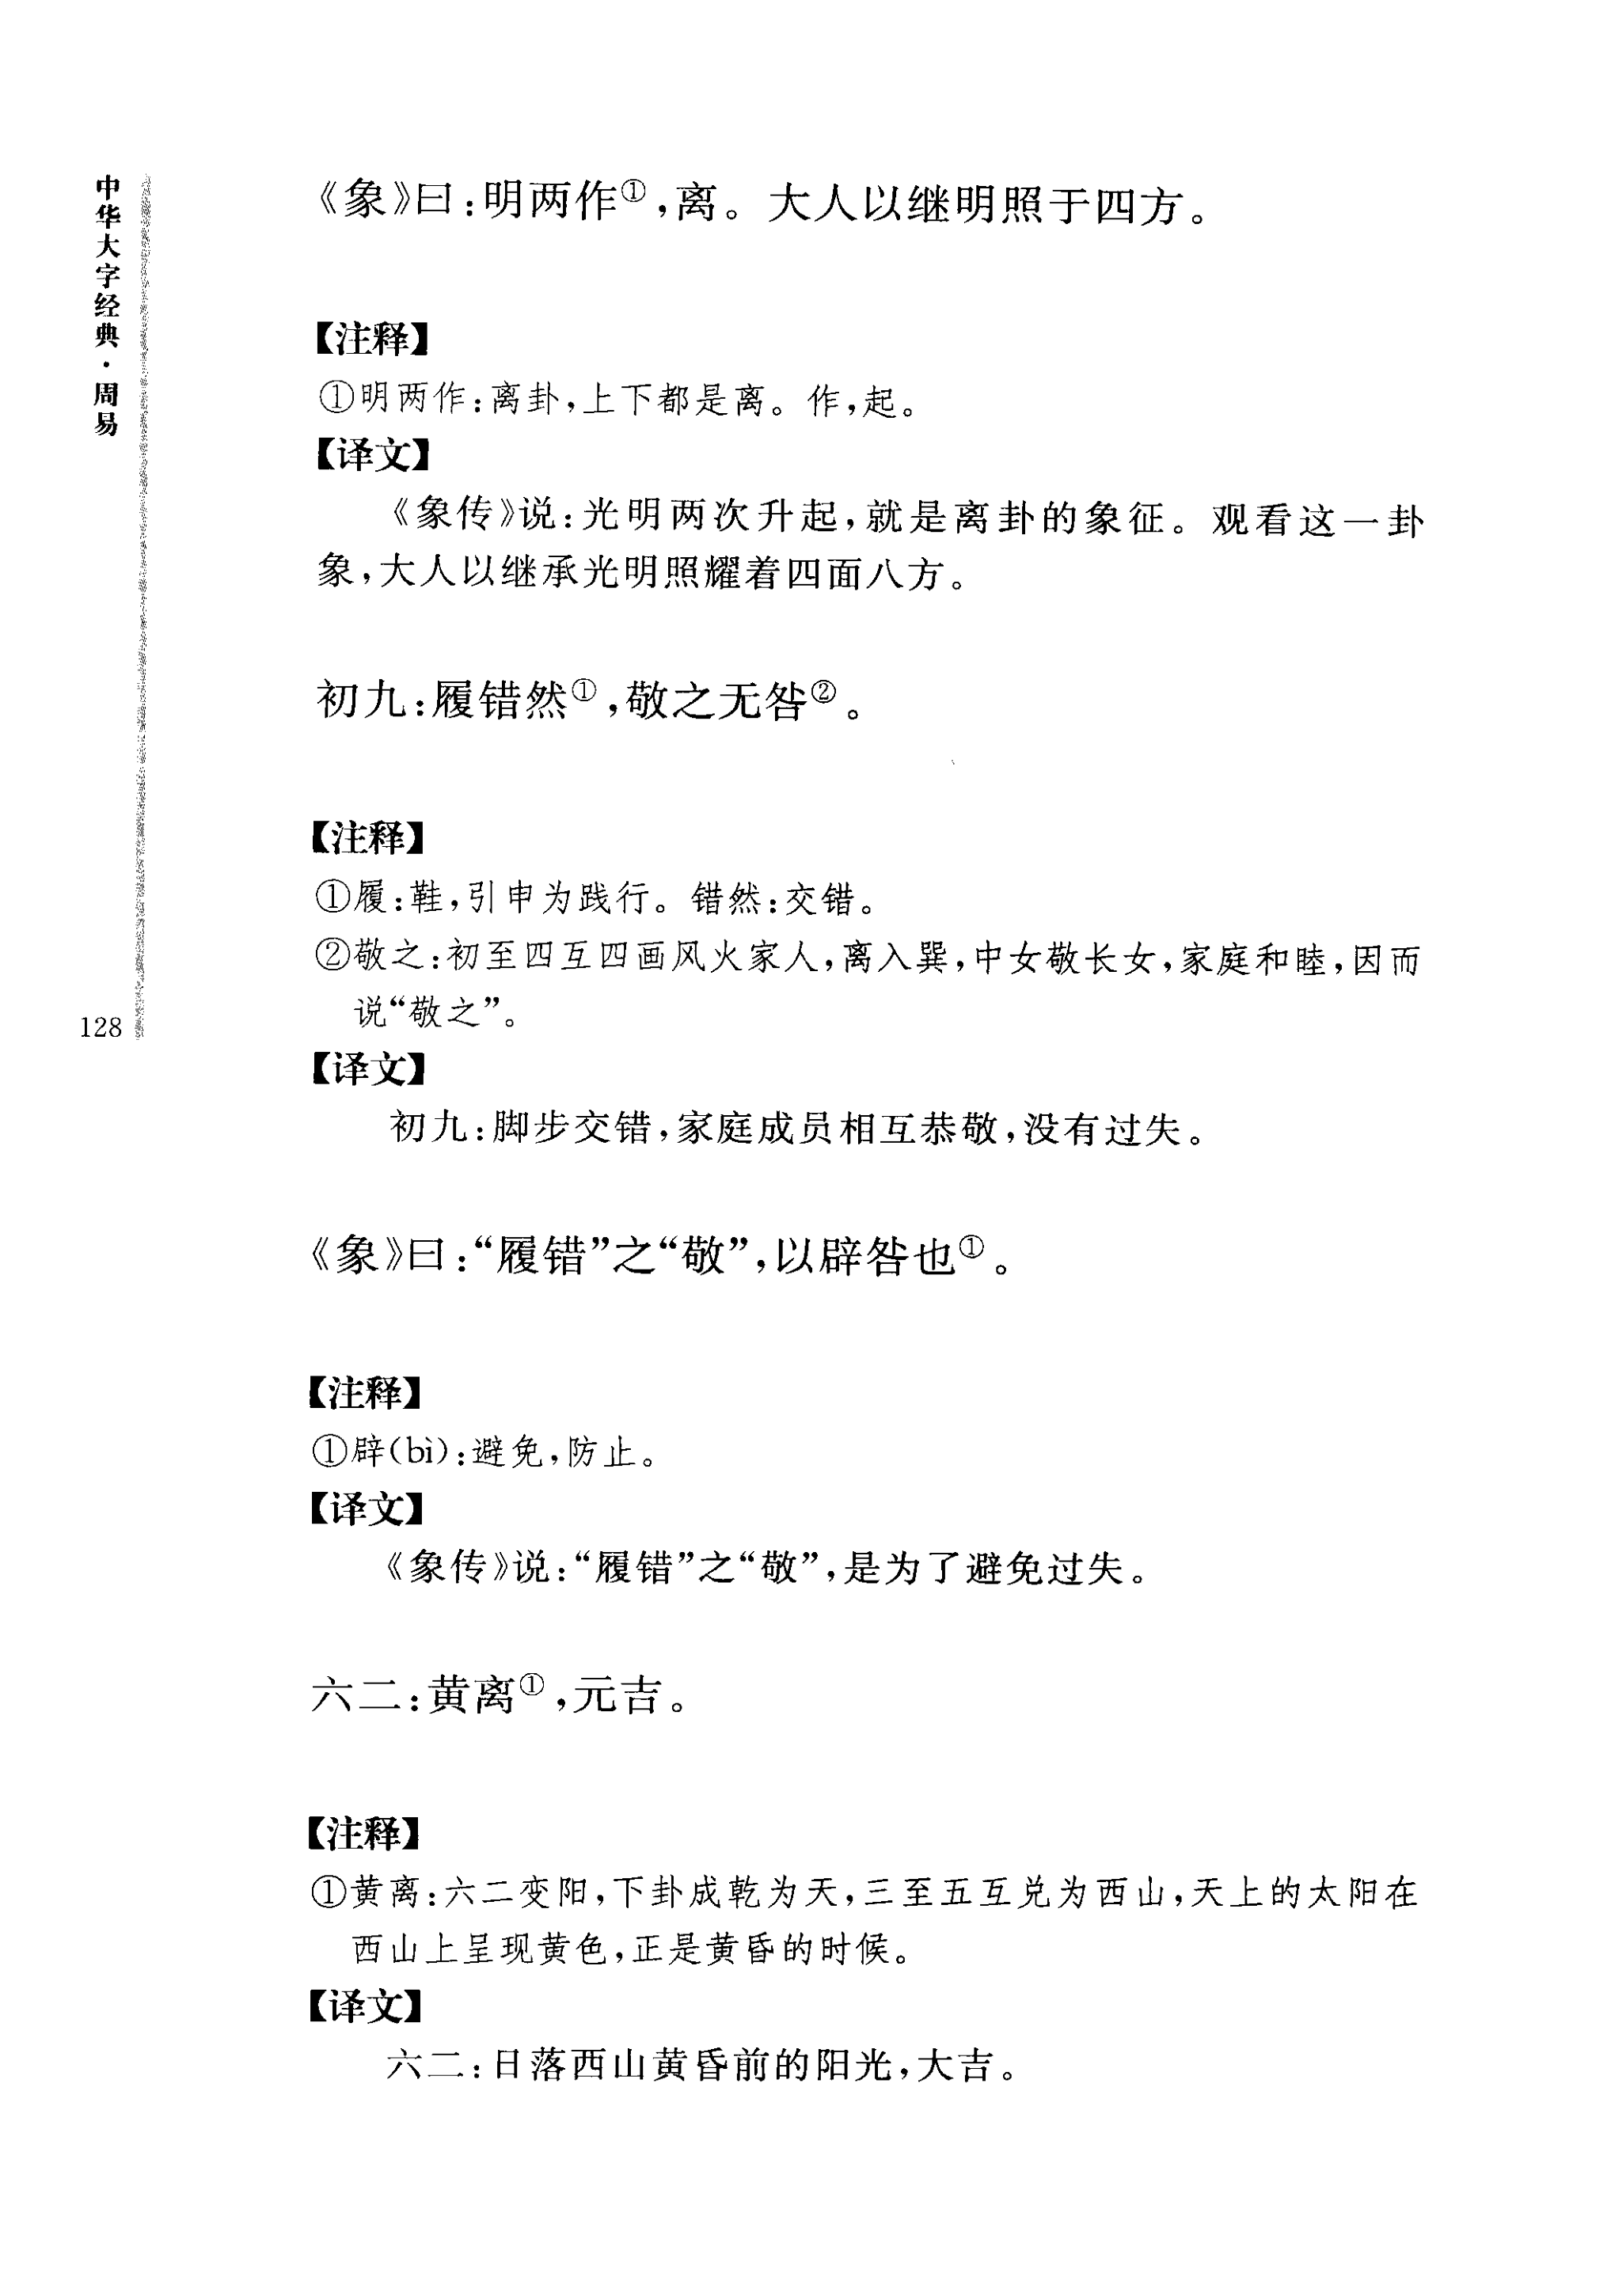 中华大字经典·周易
128
《象》曰：明两作①，离。大人以继明照于四方。
【注释】
①明两作：离卦，上下都是离。作，起。
【译文】
《象传》说：光明两次升起，就是离卦的象征。观看这一卦
象，大人以继承光明照耀着四面八方。
初九：履错然①，敬之无咎②。
【注释】
①履：鞋，引申为践行。错然：交错。
②敬之：初至四互四画风火家人，离入巽，中女敬长女，家庭和睦，因而
说“敬之”。
【译文】
初九：脚步交错，家庭成员相互恭敬，没有过失。
《象》曰：“履错”之“敬”，以辟咎也①。
【注释】
①辟(bì)：避免，防止。
【译文】
《象传》说：“履错”之“敬”，是为了避免过失。
六二：黄离①，元吉。
【注释】
①黄离：六二变阳，下卦成乾为天，三至五互兑为西山，天上的太阳在
西山上呈现黄色，正是黄昏的时候。
【译文】
六二：日落西山黄昏前的阳光，大吉。